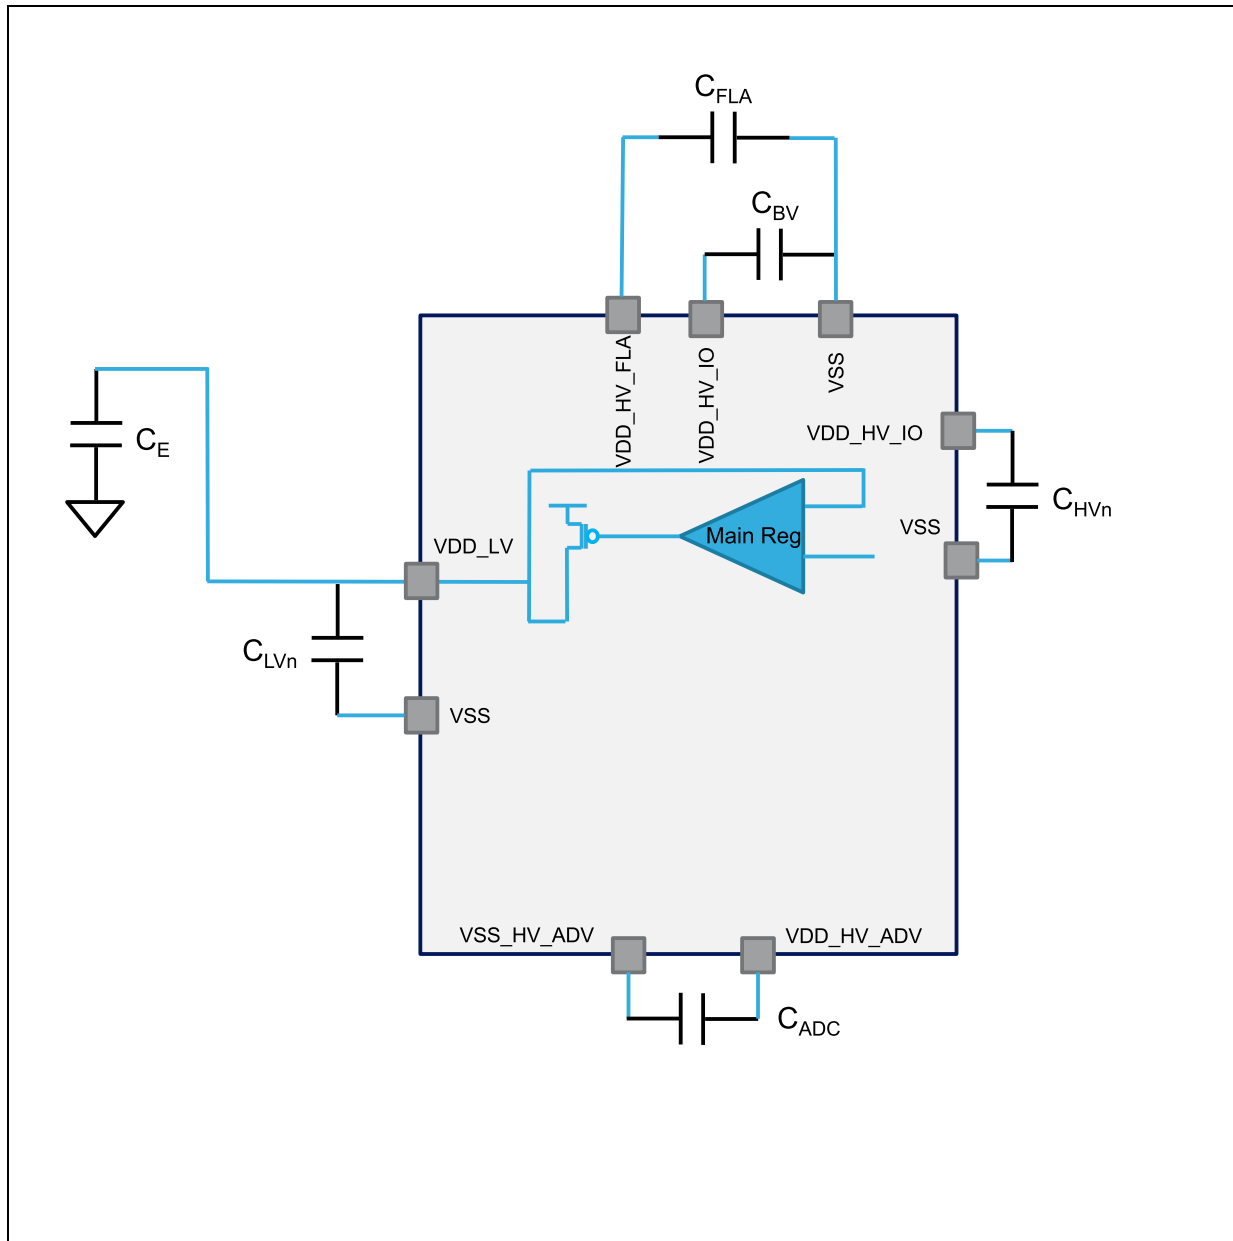 CFLA
CBV
VDD_HV_FLA
VDD_HV_IO
VSS
VDD_HV_IO
CE
CHVn
VSS
Main Reg
VDD_LV
CLVn
VSS
VSS_HV_ADV
VDD_HV_ADV
CADC